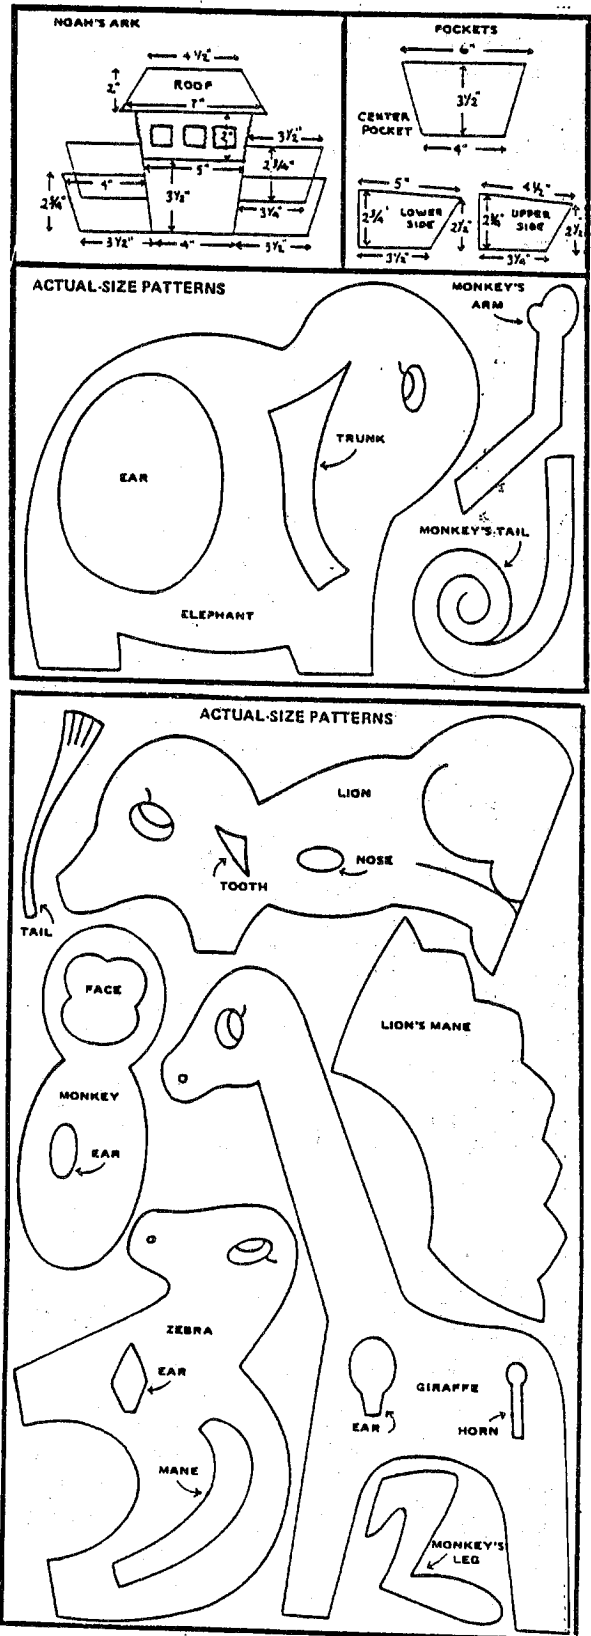 NOAH'S ARK
4 1/2"
2"
ROOF
7"
2"
3 1/2"
5"
2 3/4"
4"
3 1/2"
2 3/4"
3 1/4"
3 1/2"
4"
3 1/2"
POCKETS
6"
3 1/2"
CENTER
POCKET
4"
5"
2 3/4"
LOWER
SIDE
2 1/2"
3 1/2"
4 1/2"
2 3/4"
UPPER
SIDE
2 1/2
3 1/4"
ACTUAL-SIZE PATTERNS
MONKEY'S
ARM
TRUNK
EAR
MONKEY'S TAIL
ELEPHANT
ACTUAL-SIZE PATTERNS
LION
TOOTH
NOSE
TAIL
FACE
LION'S MANE
MONKEY
EAR
ZEBRA
EAR
MANE
GIRAFFE
EAR
HORN
MONKEY'S
LEG